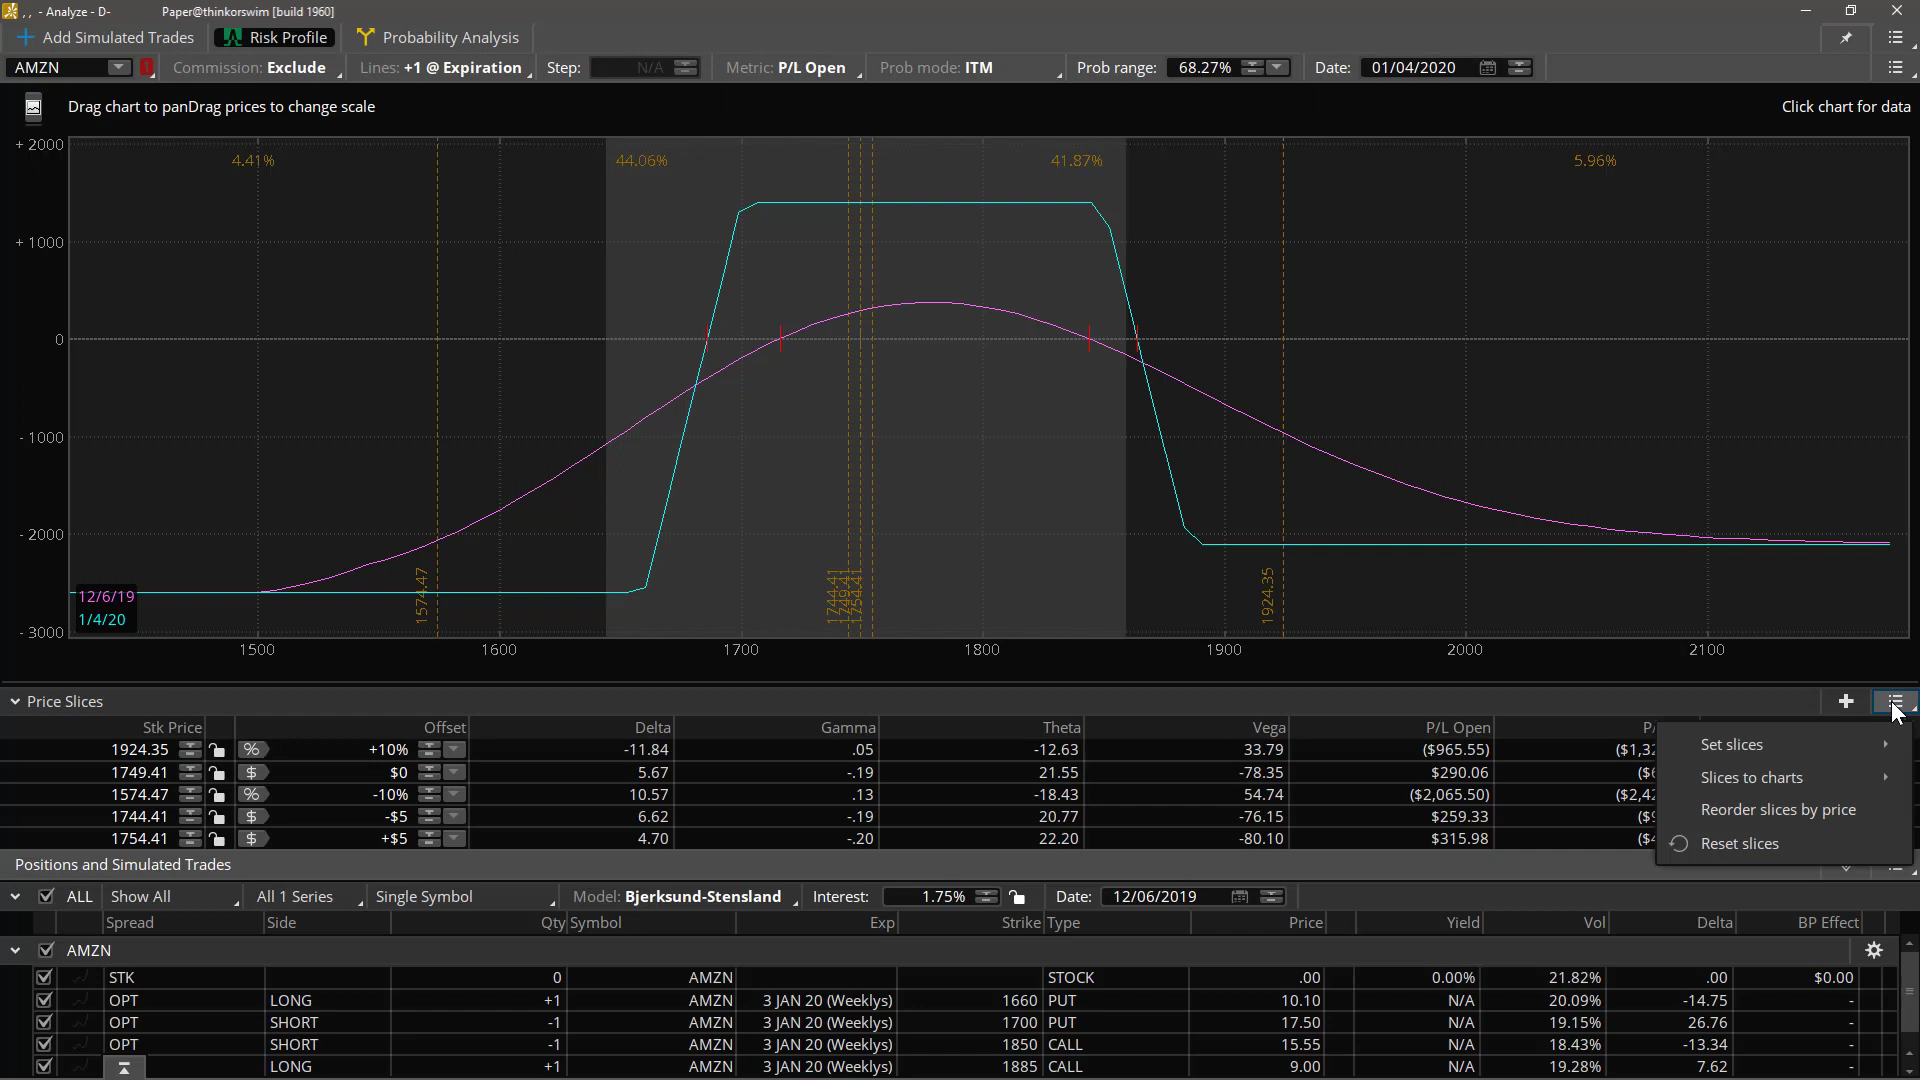 ,, - Analyze - D- Paper@thinkorswim [build 1960]
Add Simulated Trades Risk Profile Probability Analysis
AMZN 1 Commission: Exclude Lines: +1 @ Expiration Step: N/A Metric: P/L Open Prob mode: ITM Prob range: 68.27% Date: 01/04/2020
Drag chart to panDrag prices to change scale Click chart for data
+ 2000
4.41% 44.06% 41.87% 5.96%
+ 1000
0
- 1000
- 2000
- 3000
1574.47 1744.41 1749.41 1754.41 1924.35
12/6/19
1/4/20
1500 1600 1700 1800 1900 2000 2100
Price Slices
Stk Price Offset Delta Gamma Theta Vega P/L Open P/
1924.35 % +10% -11.84 .05 -12.63 33.79 ($965.55) ($1,32
1749.41 $ $0 5.67 -.19 21.55 -78.35 $290.06
1574.47 % -10% 10.57 .13 -18.43 54.74 ($2,065.50) ($2,42
1744.41 $ -$5 6.62 -.19 20.77 -76.15 $259.33
1754.41 $ +$5 4.70 -.20 22.20 -80.10 $315.98
Set slices
Slices to charts
Reorder slices by price
Reset slices
Positions and Simulated Trades
ALL Show All All 1 Series Single Symbol Model: Bjerksund-Stensland Interest: 1.75% Date: 12/06/2019
Spread Side Qty Symbol Exp Strike Type Price Yield Vol Delta BP Effect
AMZN
STK 0 AMZN STOCK .00 0.00% 21.82% .00 $0.00
OPT LONG +1 AMZN 3 JAN 20 (Weeklys) 1660 PUT 10.10 N/A 20.09% -14.75 -
OPT SHORT -1 AMZN 3 JAN 20 (Weeklys) 1700 PUT 17.50 N/A 19.15% 26.76 -
OPT SHORT -1 AMZN 3 JAN 20 (Weeklys) 1850 CALL 15.55 N/A 18.43% -13.34 -
LONG +1 AMZN 3 JAN 20 (Weeklys) 1885 CALL 9.00 N/A 19.28% 7.62 -